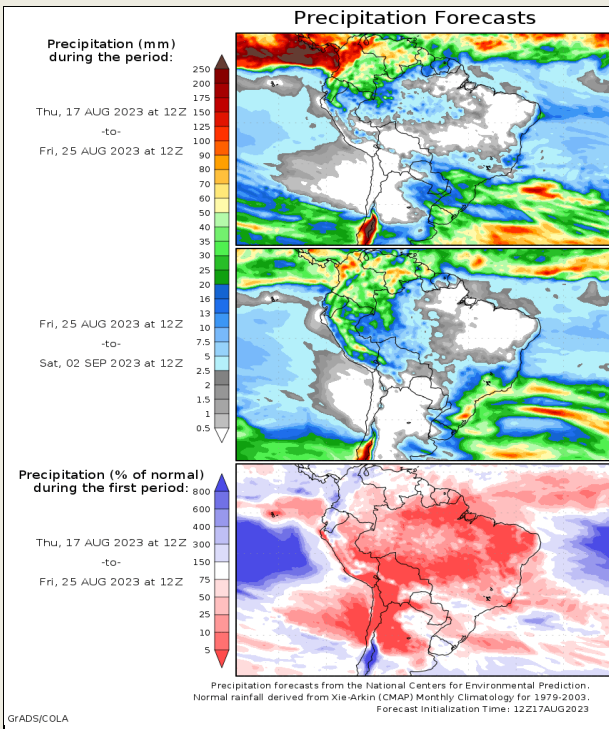 Precipitation Forecasts
Precipitation (mm)
during the period:
Thu, 17 AUG 2023 at 12Z
-to-
Fri, 25 AUG 2023 at 12Z
250
200
175
150
125
100
90
80
70
60
50
40
35
30
25
20
16
13
10
7.5
5
2.5
2
1.5
1
0.5
Fri, 25 AUG 2023 at 12Z
-to-
Sat, 02 SEP 2023 at 12Z
Precipitation (% of normal)
during the first period:
Thu, 17 AUG 2023 at 12Z
-to-
Fri, 25 AUG 2023 at 12Z
800
600
400
300
150
75
50
25
10
5
Precipitation forecasts from the National Centers for Environmental Prediction.
Normal rainfall derived from Xie-Arkin (CMAP) Monthly Climatology for 1979-2003.
Forecast Initialization Time: 12Z17AUG2023
GrADS/COLA